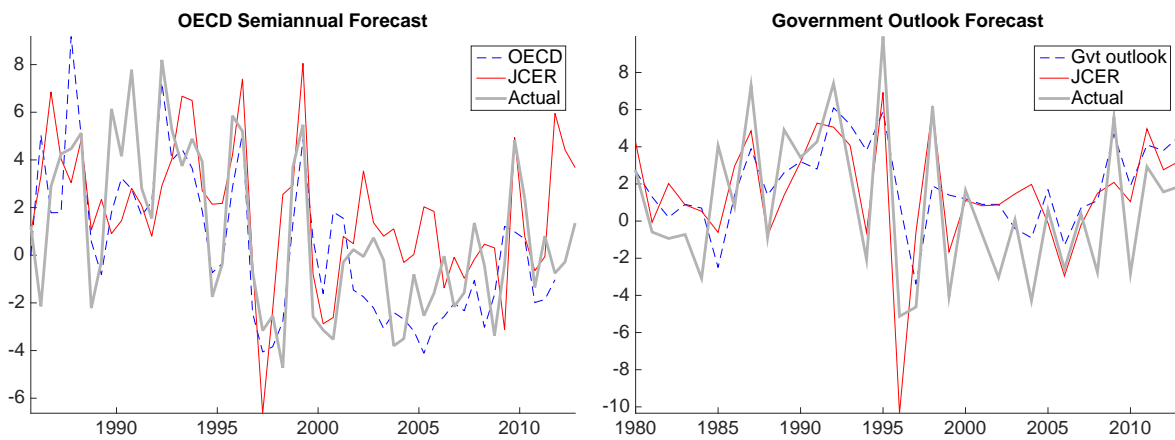 OECD Semiannual Forecast
OECD
JCER
Actual
8
6
4
2
0
-2
-4
-6
1990 1995 2000 2005 2010
Government Outlook Forecast
Gvt outlook
JCER
Actual
8
6
4
2
0
-2
-4
-6
-8
-10
1980 1985 1990 1995 2000 2005 2010